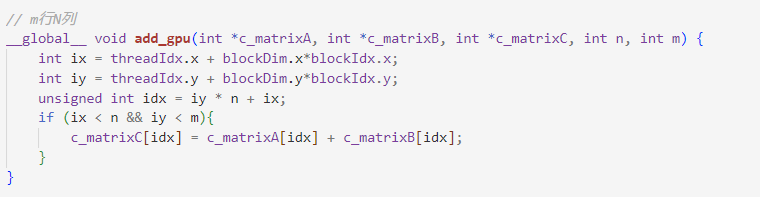 // m行N列
__global__ void add_gpu(int *c_matrixA, int *c_matrixB, int *c_matrixC, int n, int m) {
    int ix = threadIdx.x + blockDim.x*blockIdx.x;
    int iy = threadIdx.y + blockDim.y*blockIdx.y;
    unsigned int idx = iy * n + ix;
    if (ix < n && iy < m){
        c_matrixC[idx] = c_matrixA[idx] + c_matrixB[idx];
    }
}